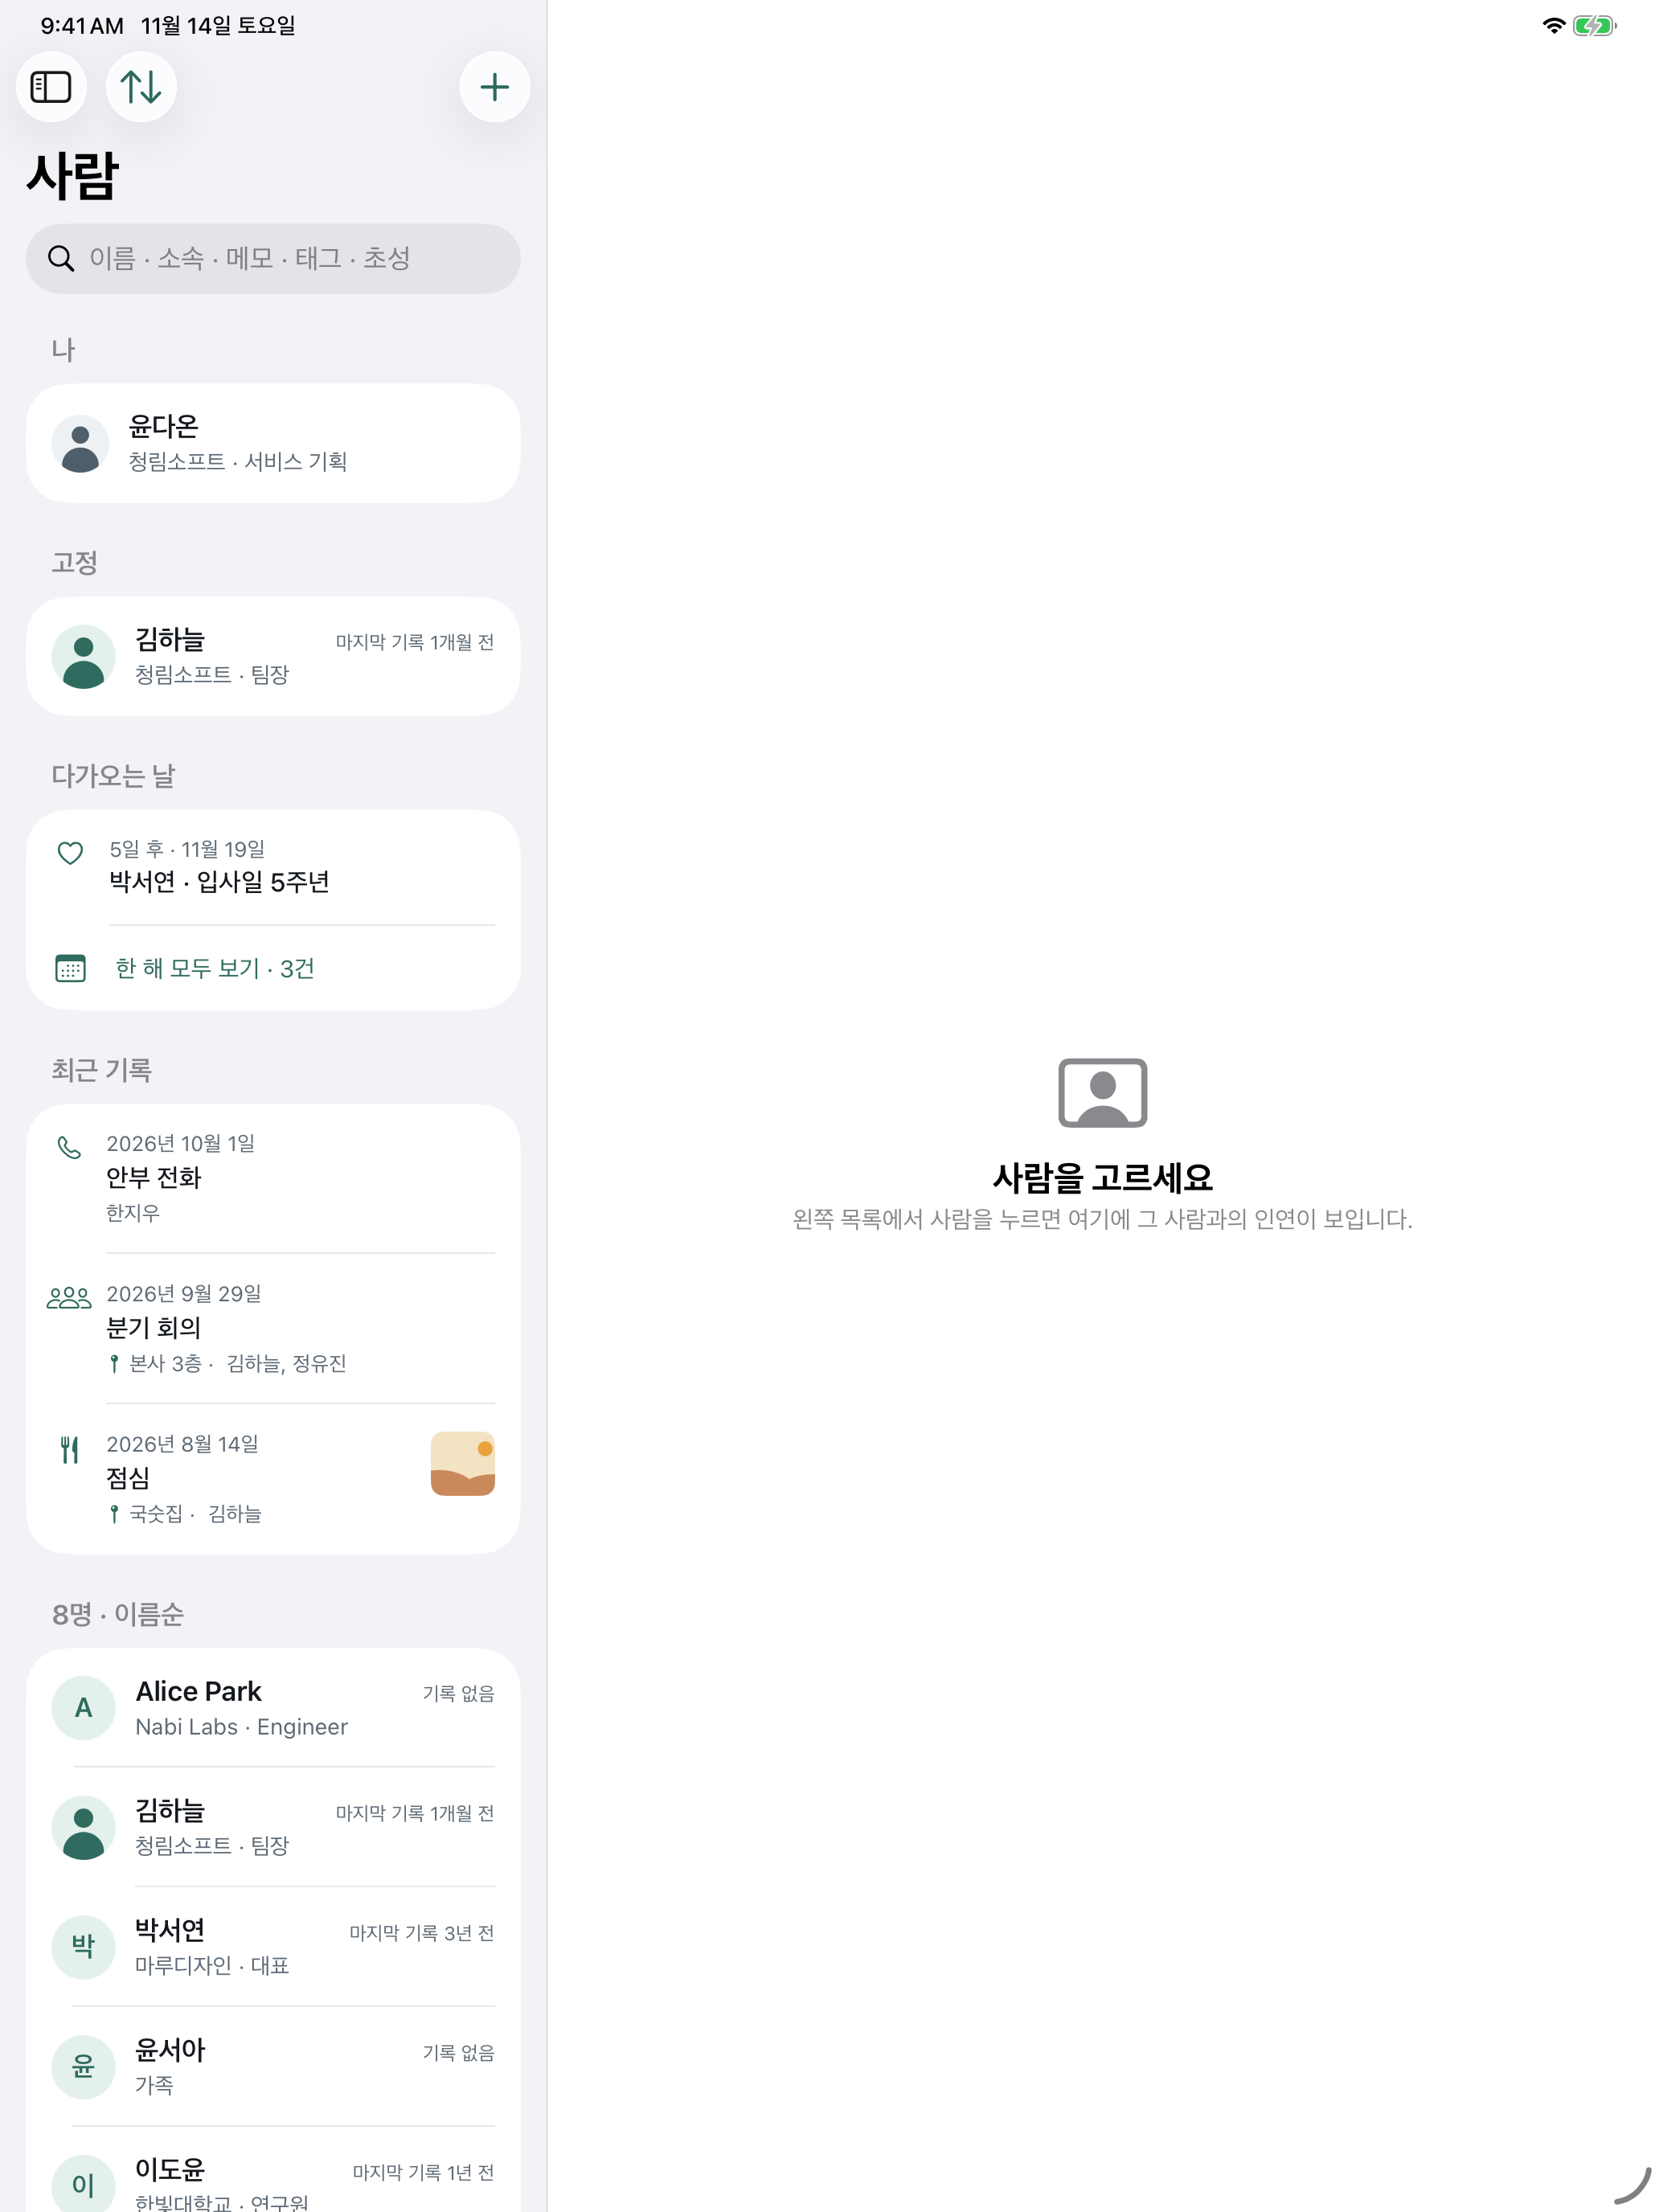 9:41 AM 11월 14일 토요일
사람
이름 · 소속 · 메모 · 태그 · 초성
나
윤다온
청림소프트 · 서비스 기획
고정
김하늘
마지막 기록 1개월 전
청림소프트 · 팀장
다가오는 날
5일 후 · 11월 19일
박서연 · 입사일 5주년
한 해 모두 보기 · 3건
최근 기록
2026년 10월 1일
안부 전화
한지우
2026년 9월 29일
분기 회의
본사 3층 · 김하늘, 정유진
2026년 8월 14일
점심
국숫집 · 김하늘
8명 · 이름순
A
Alice Park
기록 없음
Nabi Labs · Engineer
김하늘
마지막 기록 1개월 전
청림소프트 · 팀장
박
박서연
마지막 기록 3년 전
마루디자인 · 대표
윤
윤서아
기록 없음
가족
이
이도윤
마지막 기록 1년 전
한빛대학교 · 연구원
사람을 고르세요
왼쪽 목록에서 사람을 누르면 여기에 그 사람과의 인연이 보입니다.